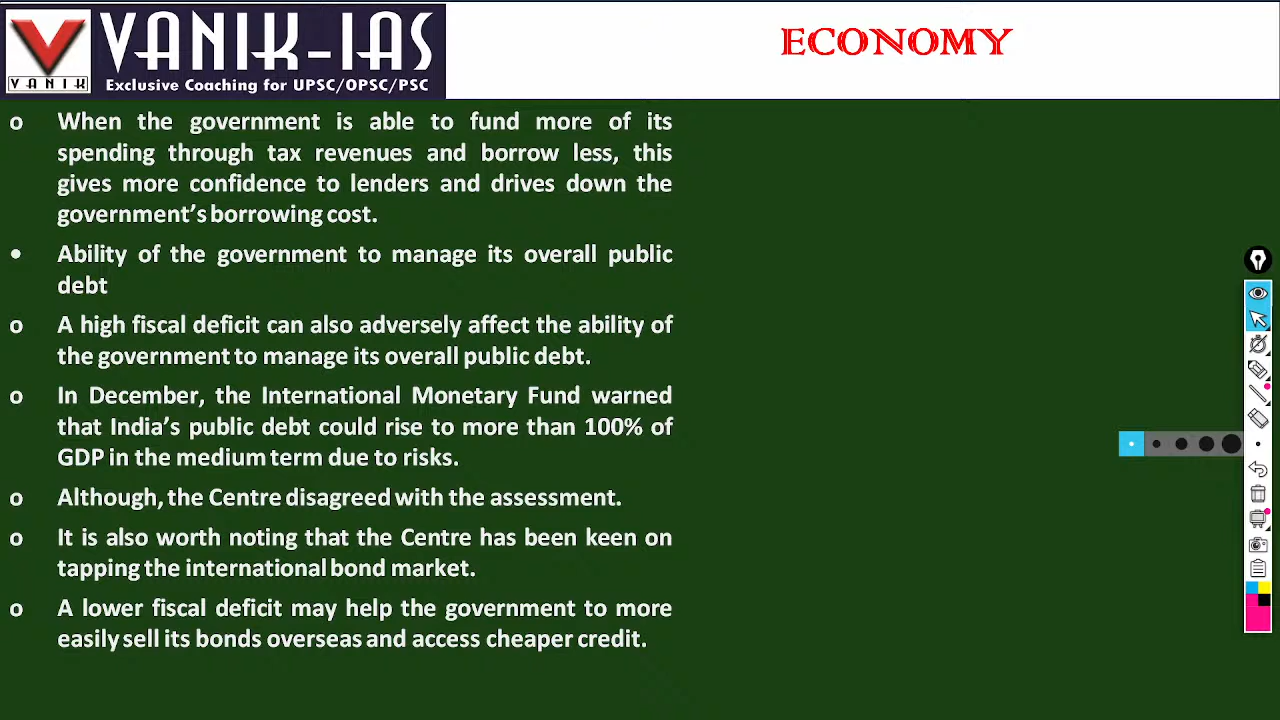 VANIK-IAS
VANIK
Exclusive Coaching for UPSC/OPSC/PSC
ECONOMY
o When the government is able to fund more of its
spending through tax revenues and borrow less, this
gives more confidence to lenders and drives down the
government's borrowing cost.
• Ability of the government to manage its overall public
debt
o A high fiscal deficit can also adversely affect the ability of
the government to manage its overall public debt.
o In December, the International Monetary Fund warned
that India's public debt could rise to more than 100% of
GDP in the medium term due to risks.
o Although, the Centre disagreed with the assessment.
o It is also worth noting that the Centre has been keen on
tapping the international bond market.
o A lower fiscal deficit may help the government to more
easily sell its bonds overseas and access cheaper credit.